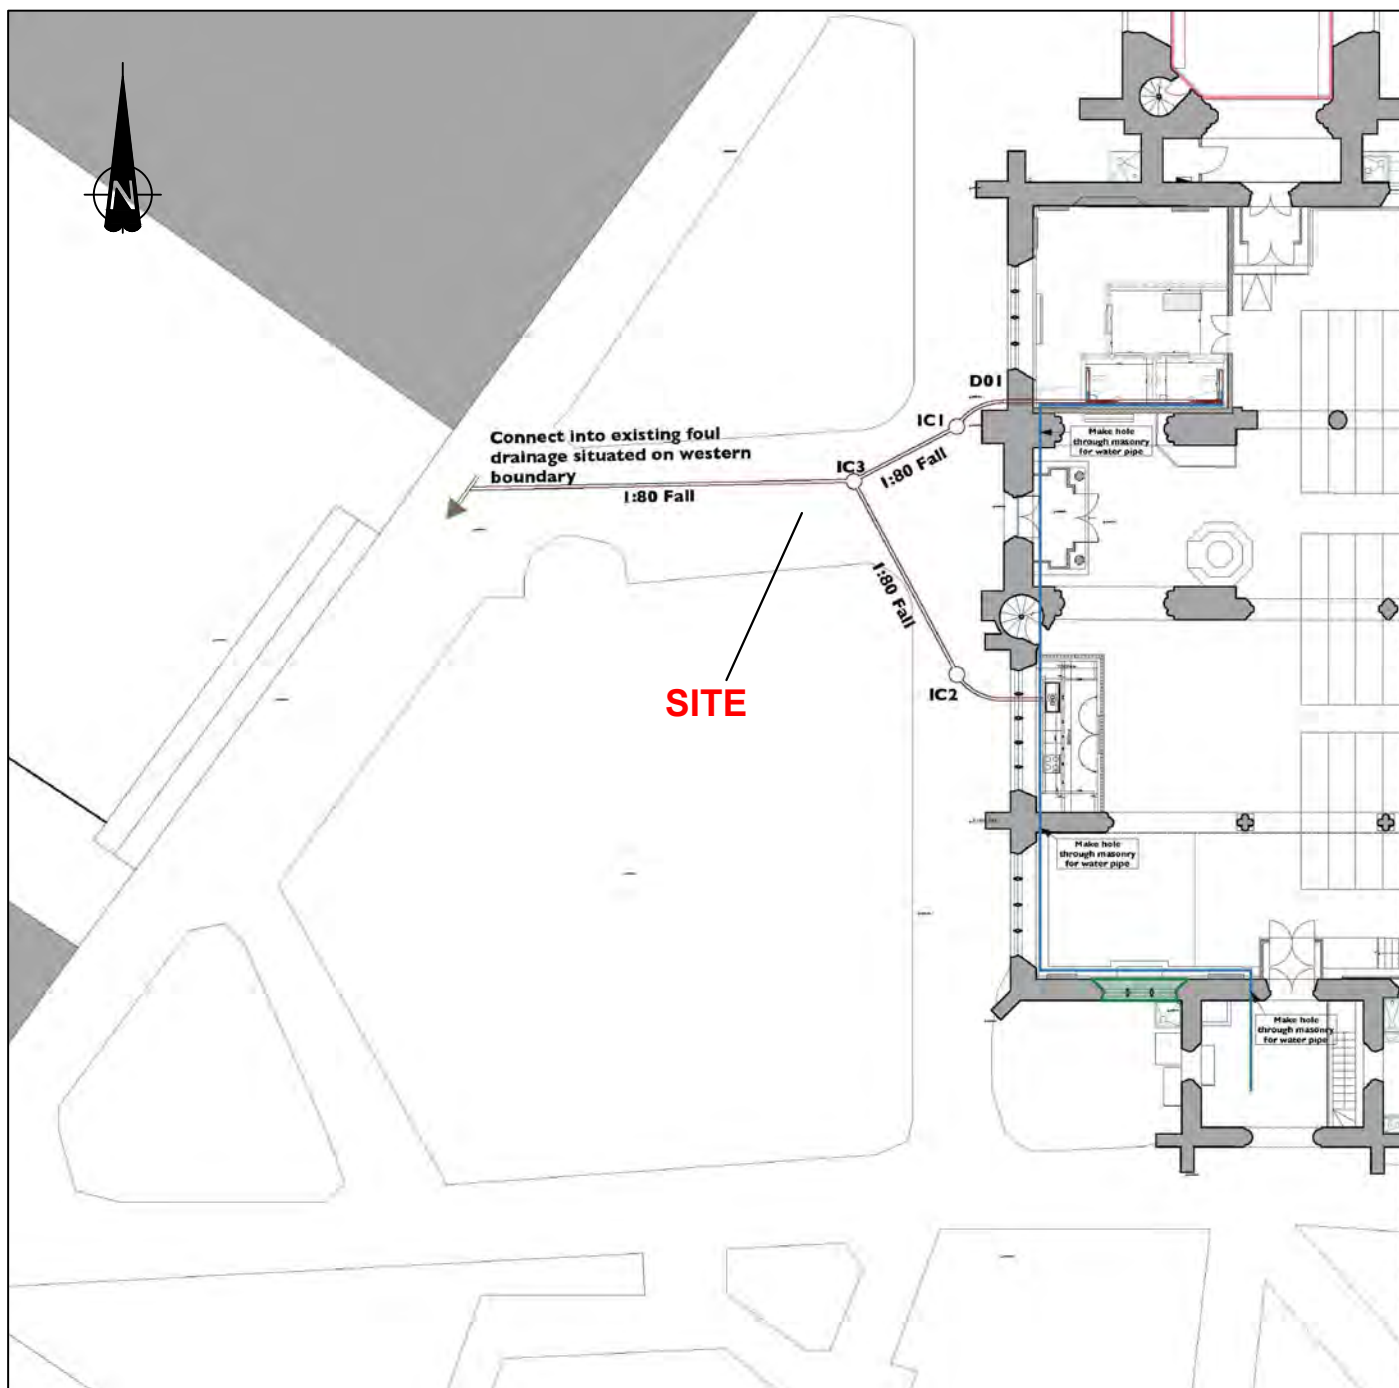 N
D01
IC1
Make hole
through masonry
for water pipe
Connect into existing foul
drainage situated on western
boundary
IC3
1:80 Fall
1:80 Fall
1:80 Fall
SITE
IC2
Make hole
through masonry
for water pipe
Make hole
through masonry
for water pipe